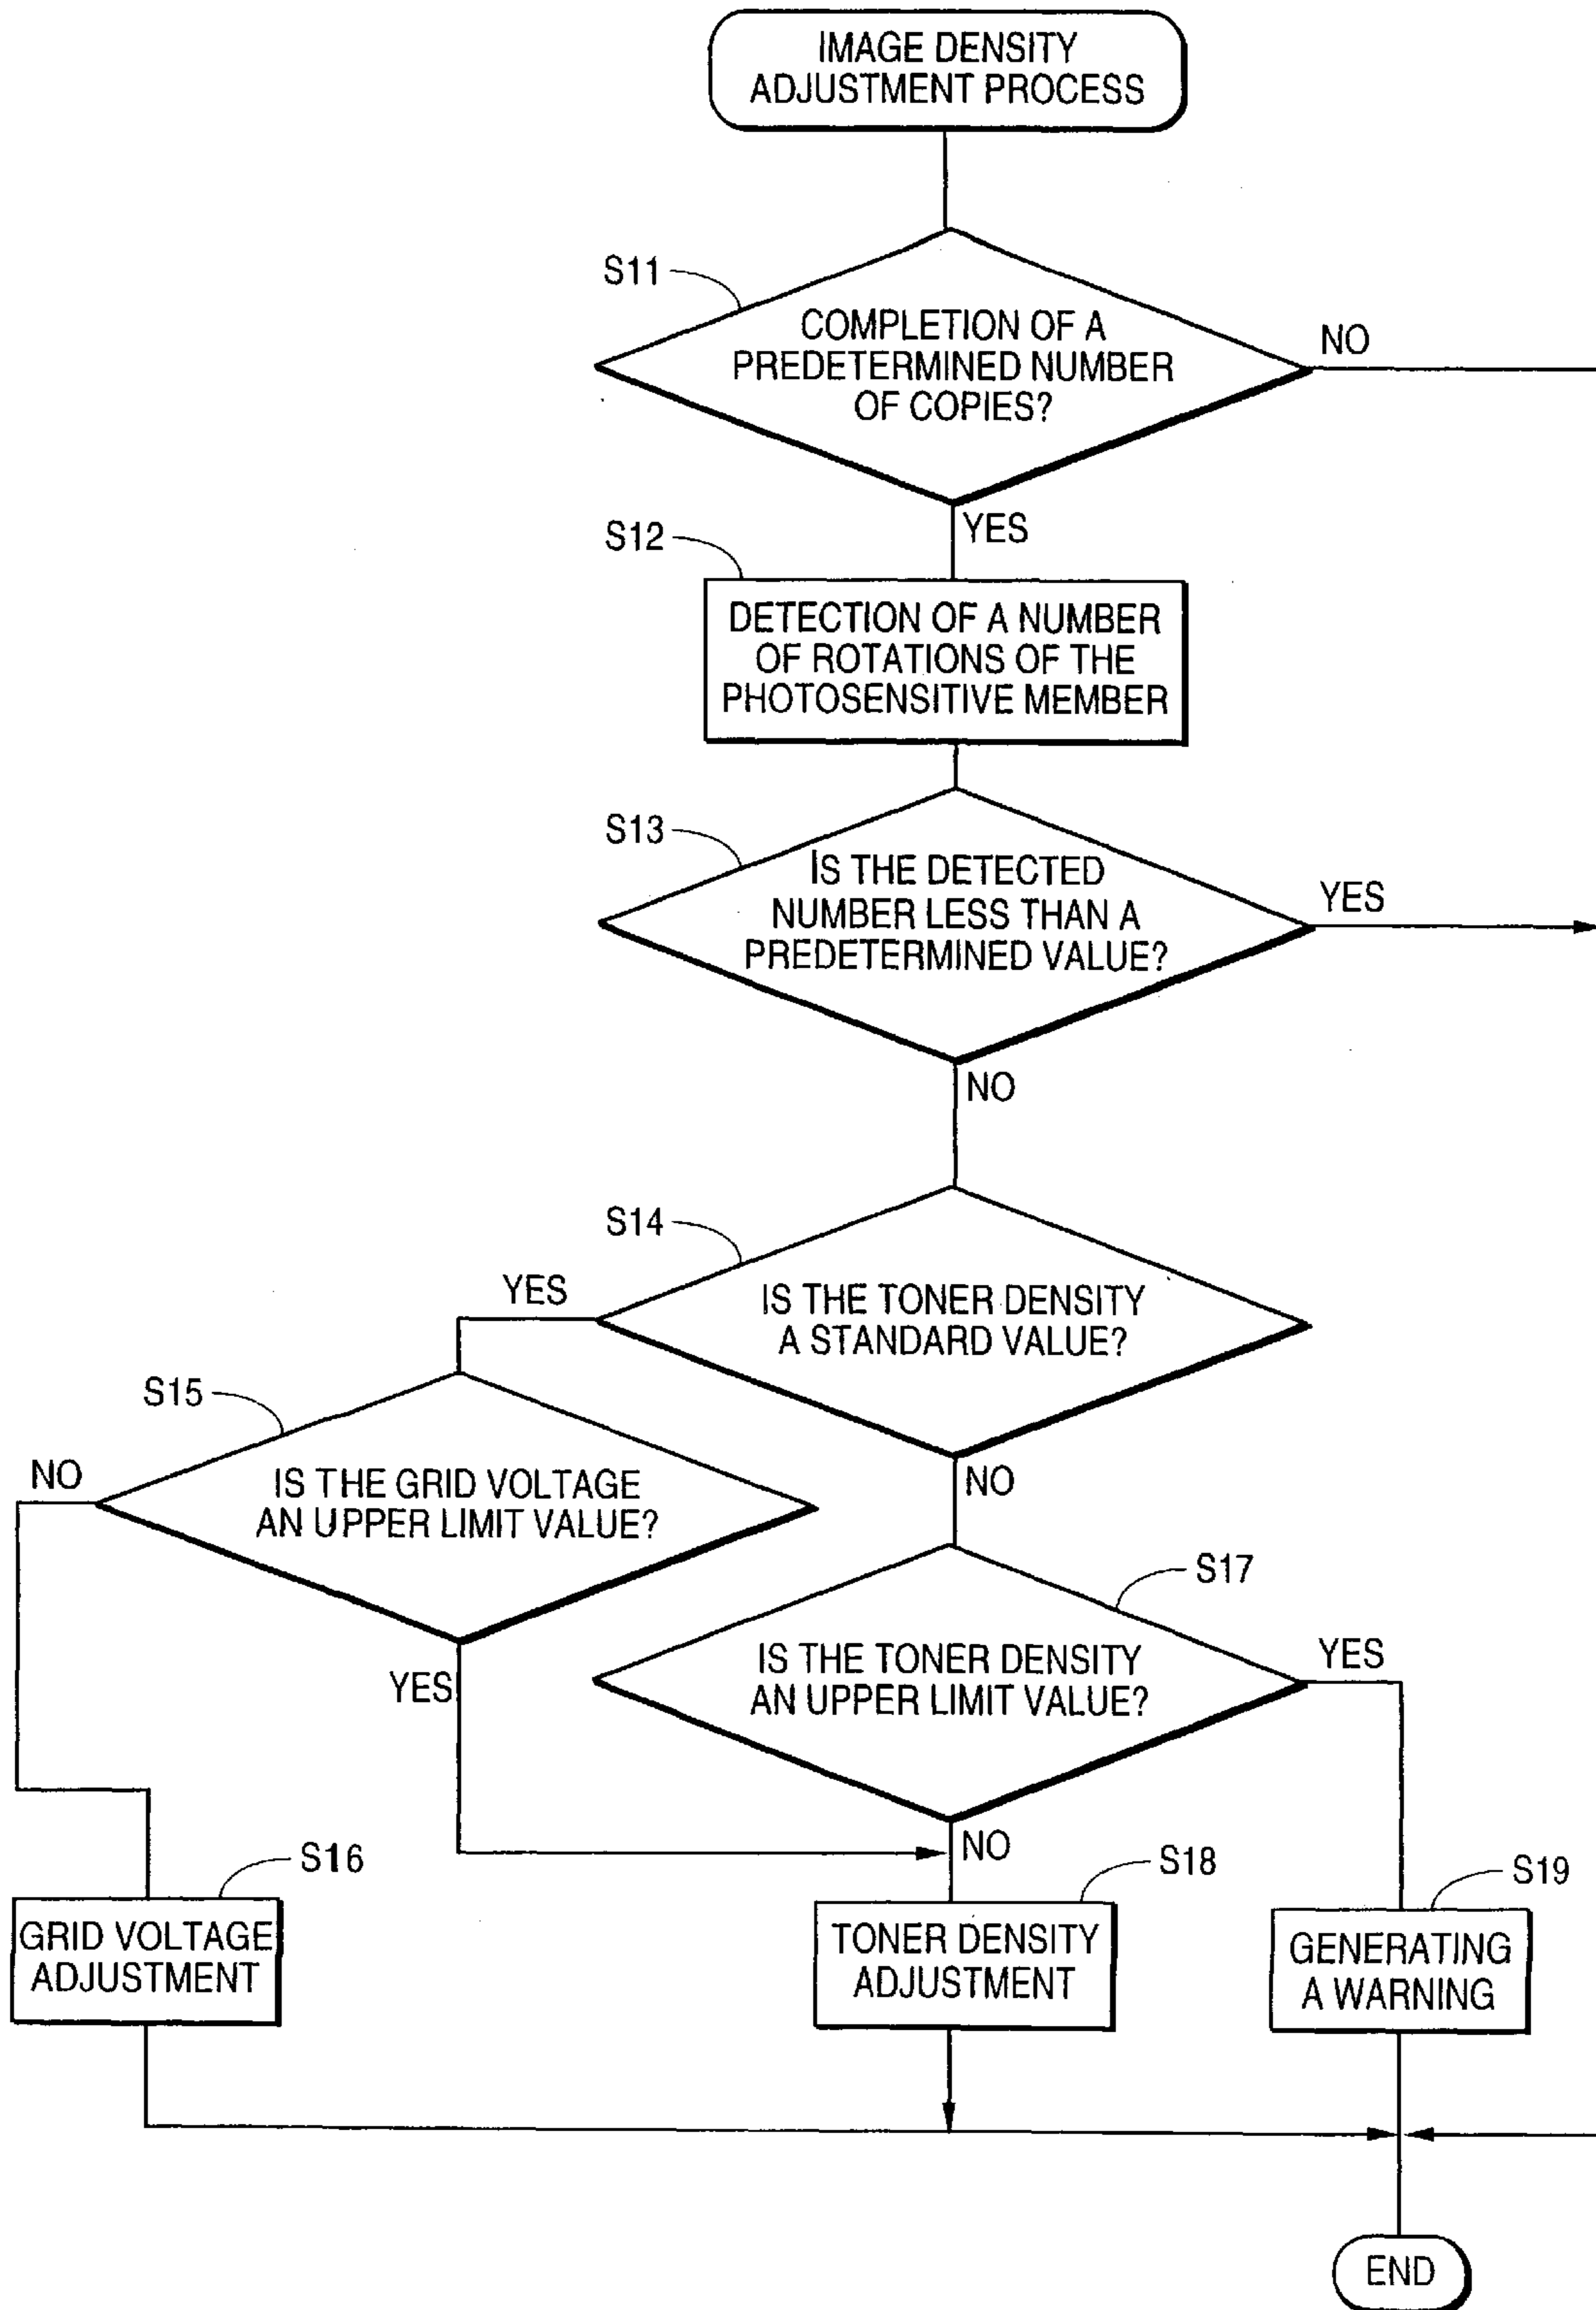 IMAGE DENSITY
ADJUSTMENT PROCESS
S11
COMPLETION OF A
PREDETERMINED NUMBER
OF COPIES?
NO
YES
S12
DETECTION OF A NUMBER
OF ROTATIONS OF THE
PHOTOSENSITIVE MEMBER
S13
IS THE DETECTED
NUMBER LESS THAN A
PREDETERMINED VALUE?
YES
NO
S14
YES
IS THE TONER DENSITY
A STANDARD VALUE?
NO
S15
NO
IS THE GRID VOLTAGE
AN UPPER LIMIT VALUE?
YES
S17
IS THE TONER DENSITY
AN UPPER LIMIT VALUE?
YES
NO
S16
GRID VOLTAGE
ADJUSTMENT
S18
TONER DENSITY
ADJUSTMENT
S19
GENERATING
A WARNING
END